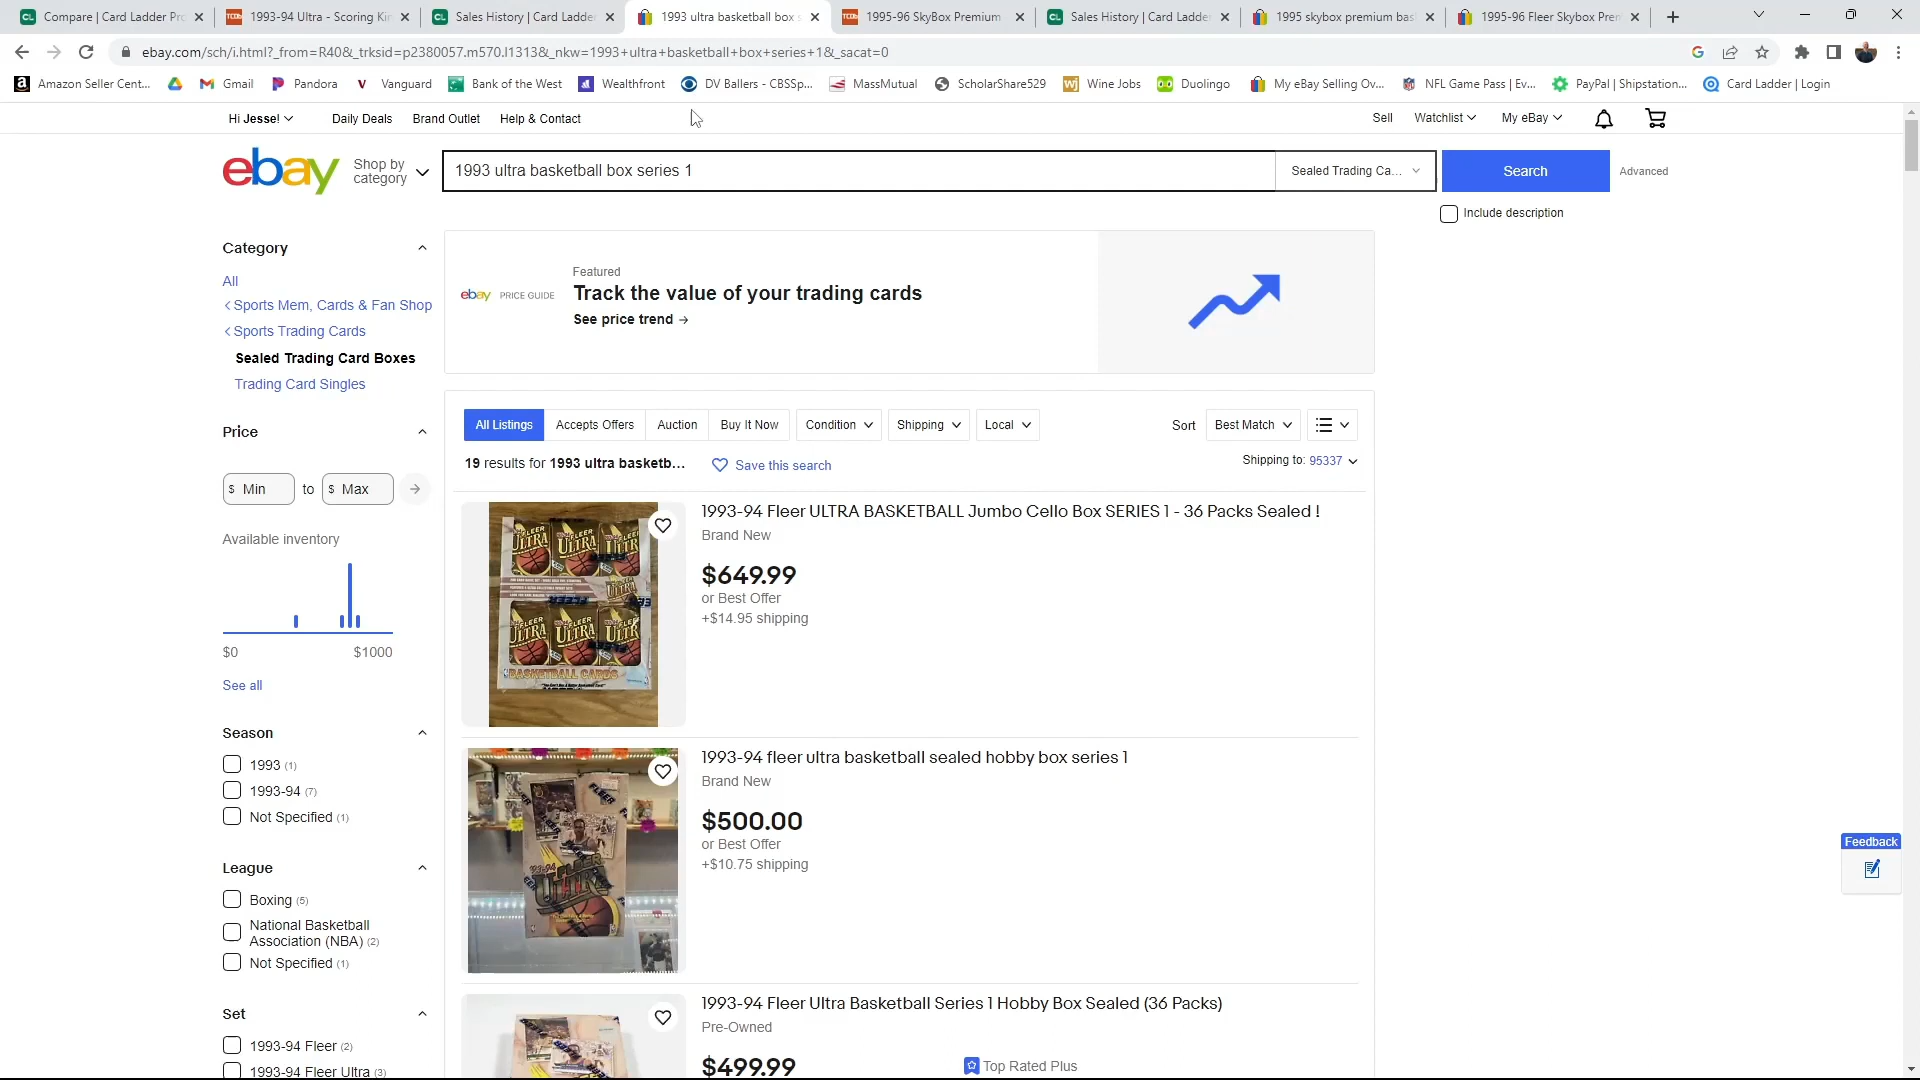 Compare | Card Ladder Pro
1993-94 Ultra - Scoring Kin
Sales History | Card Ladder
1993 ultra basketball box s
1995-96 SkyBox Premium
Sales History | Card Ladder
1995 skybox premium bas
1995-96 Fleer Skybox Prem
ebay.com/sch/i.html?_from=R40&_trksid=p2380057.m570.l1313&_nkw=1993+ultra+basketball+box+series+1&_sacat=0
Amazon Seller Cent...
Gmail
Pandora
Vanguard
Bank of the West
Wealthfront
DV Ballers - CBSSp...
MassMutual
ScholarShare529
Wine Jobs
Duolingo
My eBay Selling Ov...
NFL Game Pass | Ev...
PayPal | Shipstation...
Card Ladder | Login
Hi Jesse!
Daily Deals
Brand Outlet
Help & Contact
Sell
Watchlist
My eBay
ebay
Shop by
category
1993 ultra basketball box series 1
Sealed Trading Ca...
Search
Advanced
Include description
Category
All
Sports Mem, Cards & Fan Shop
Sports Trading Cards
Sealed Trading Card Boxes
Trading Card Singles
Price
$ Min to $ Max
Available inventory
$0 $1000
See all
Season
1993 (1)
1993-94 (7)
Not Specified (1)
League
Boxing (5)
National Basketball
Association (NBA) (2)
Not Specified (1)
Set
1993-94 Fleer (2)
1993-94 Fleer Ultra (3)
ebay PRICE GUIDE
Featured
Track the value of your trading cards
See price trend →
All Listings
Accepts Offers
Auction
Buy It Now
Condition
Shipping
Local
Sort
Best Match
19 results for 1993 ultra basketb...
Save this search
Shipping to: 95337
1993-94 Fleer ULTRA BASKETBALL Jumbo Cello Box SERIES 1 - 36 Packs Sealed !
Brand New
$649.99
or Best Offer
+$14.95 shipping
FLEER
ULTRA
BASKETBALL CARDS
1993-94 fleer ultra basketball sealed hobby box series 1
Brand New
$500.00
or Best Offer
+$10.75 shipping
FLEER
ULTRA
1993-94 Fleer Ultra Basketball Series 1 Hobby Box Sealed (36 Packs)
Pre-Owned
$499.99
Top Rated Plus
Feedback